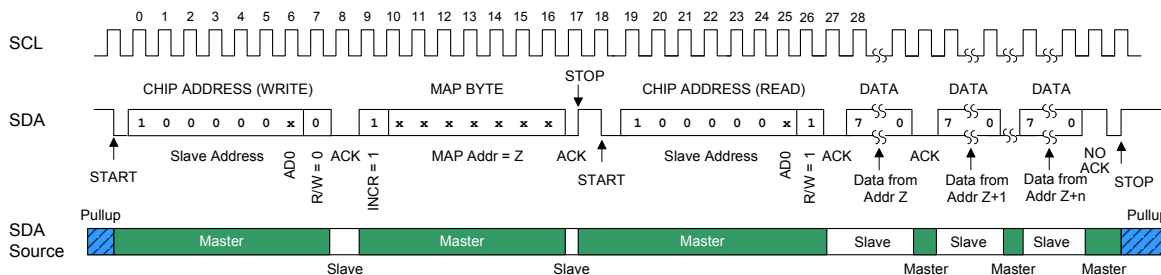 0 1 2 3 4 5 6 7 8 9 10 11 12 13 14 15 16 17 18 19 20 21 22 23 24 25 26 27 28
SCL
STOP
CHIP ADDRESS (WRITE) MAP BYTE CHIP ADDRESS (READ) DATA DATA DATA
SDA 1 0 0 0 0 0 x 0 1 x x x x x x x 1 0 0 0 0 0 x 1 7 0 7 0 7 0
START Slave Address AD0 R/W = 0 ACK INCR = 1 MAP Addr = Z ACK START Slave Address AD0 R/W = 1 ACK ACK NO ACK STOP
Data from Addr Z
Data from Addr Z+1
Data from Addr Z+n
Pullup Pullup
SDA Source Master Master Master Slave Slave Slave
Slave Slave Master Master Master